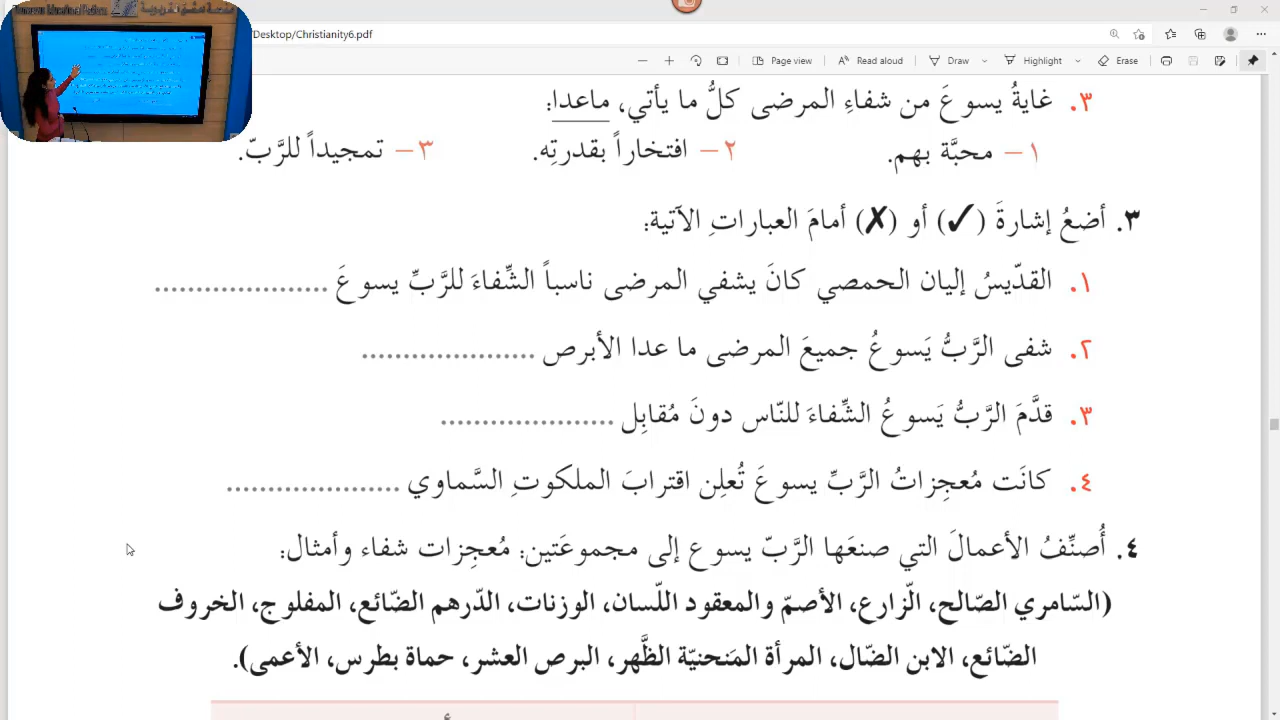 /Desktop/Christianity6.pdf
Page view
Read aloud
Draw
Highlight
Erase
٣. غايةُ يسوعَ من شفاءِ المرضى كلُّ ما يأتي، ماعدا:
١- محبَّة بهم. ٢- افتخاراً بقدرتِه. ٣- تمجيداً للرَّبّ.
٣. أضعُ إشارةَ (✓) أو (✗) أمامَ العباراتِ الآتية:
١. القدّيسُ إليان الحمصي كانَ يشفي المرضى ناسباً الشِّفاءَ للرَّبِّ يسوعَ .....................
٢. شفى الرَّبُّ يَسوعُ جميعَ المرضى ما عدا الأبرص .....................
٣. قدَّمَ الرَّبُّ يَسوعُ الشِّفاءَ للنّاس دونَ مُقابِل .....................
٤. كانَت مُعجِزاتُ الرَّبِّ يسوعَ تُعلِن اقترابَ الملكوتِ السَّماوي .....................
٤. أُصنِّفُ الأعمالَ التي صنعَها الرَّبّ يسوع إلى مجموعَتين: مُعجِزات شفاء وأمثال:
(السّامري الصّالح، الزّارع، الأصمّ والمعقود اللّسان، الوزنات، الدّرهم الضّائع، المفلوج، الخروف
الضّائع، الابن الضّال، المرأة المَنحنيّة الظَّهر، البرص العشر، حماة بطرس، الأعمى).